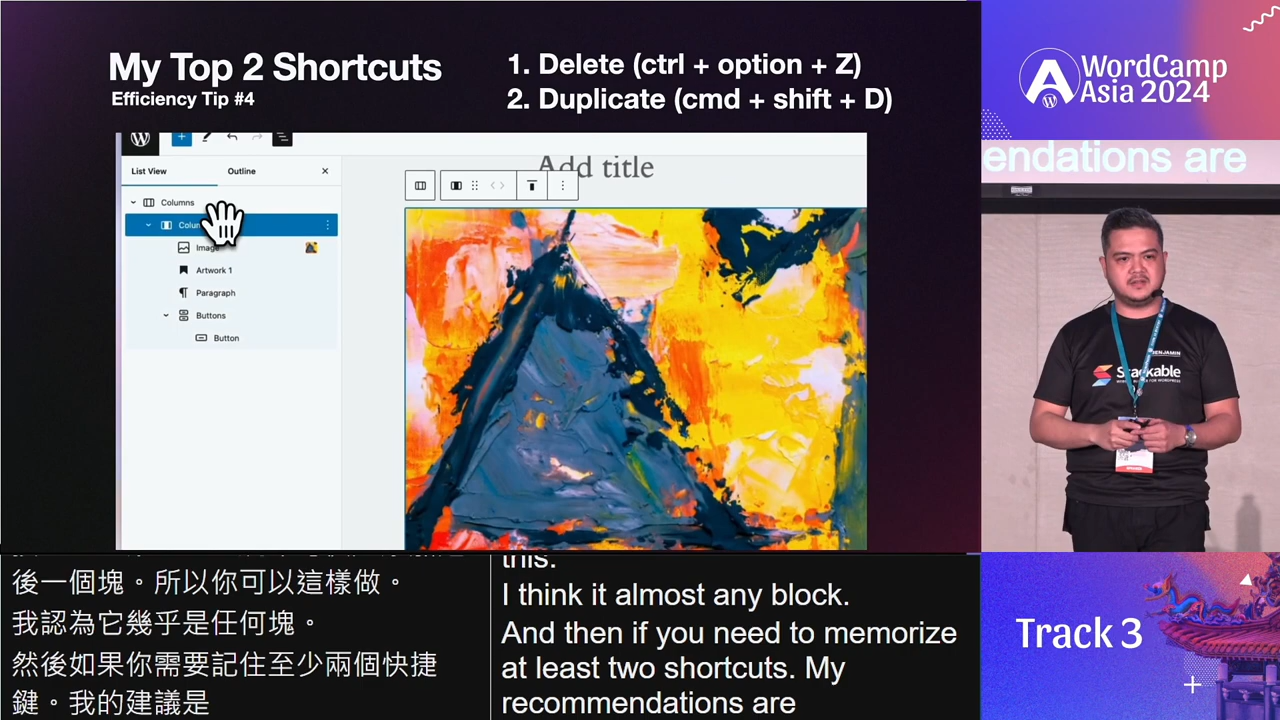 My Top 2 Shortcuts
Efficiency Tip #4
1. Delete (ctrl + option + Z)
2. Duplicate (cmd + shift + D)
List View
Outline
Add title
Columns
Image
Artwork 1
Paragraph
Buttons
Button
WordCamp
Asia 2024
endations are
BENJAMIN
Stackable
後一個塊。所以你可以這樣做。
我認為它幾乎是任何塊。
然後如果你需要記住至少兩個快捷
鍵。我的建議是
this.
I think it almost any block.
And then if you need to memorize
at least two shortcuts. My
recommendations are
Track 3